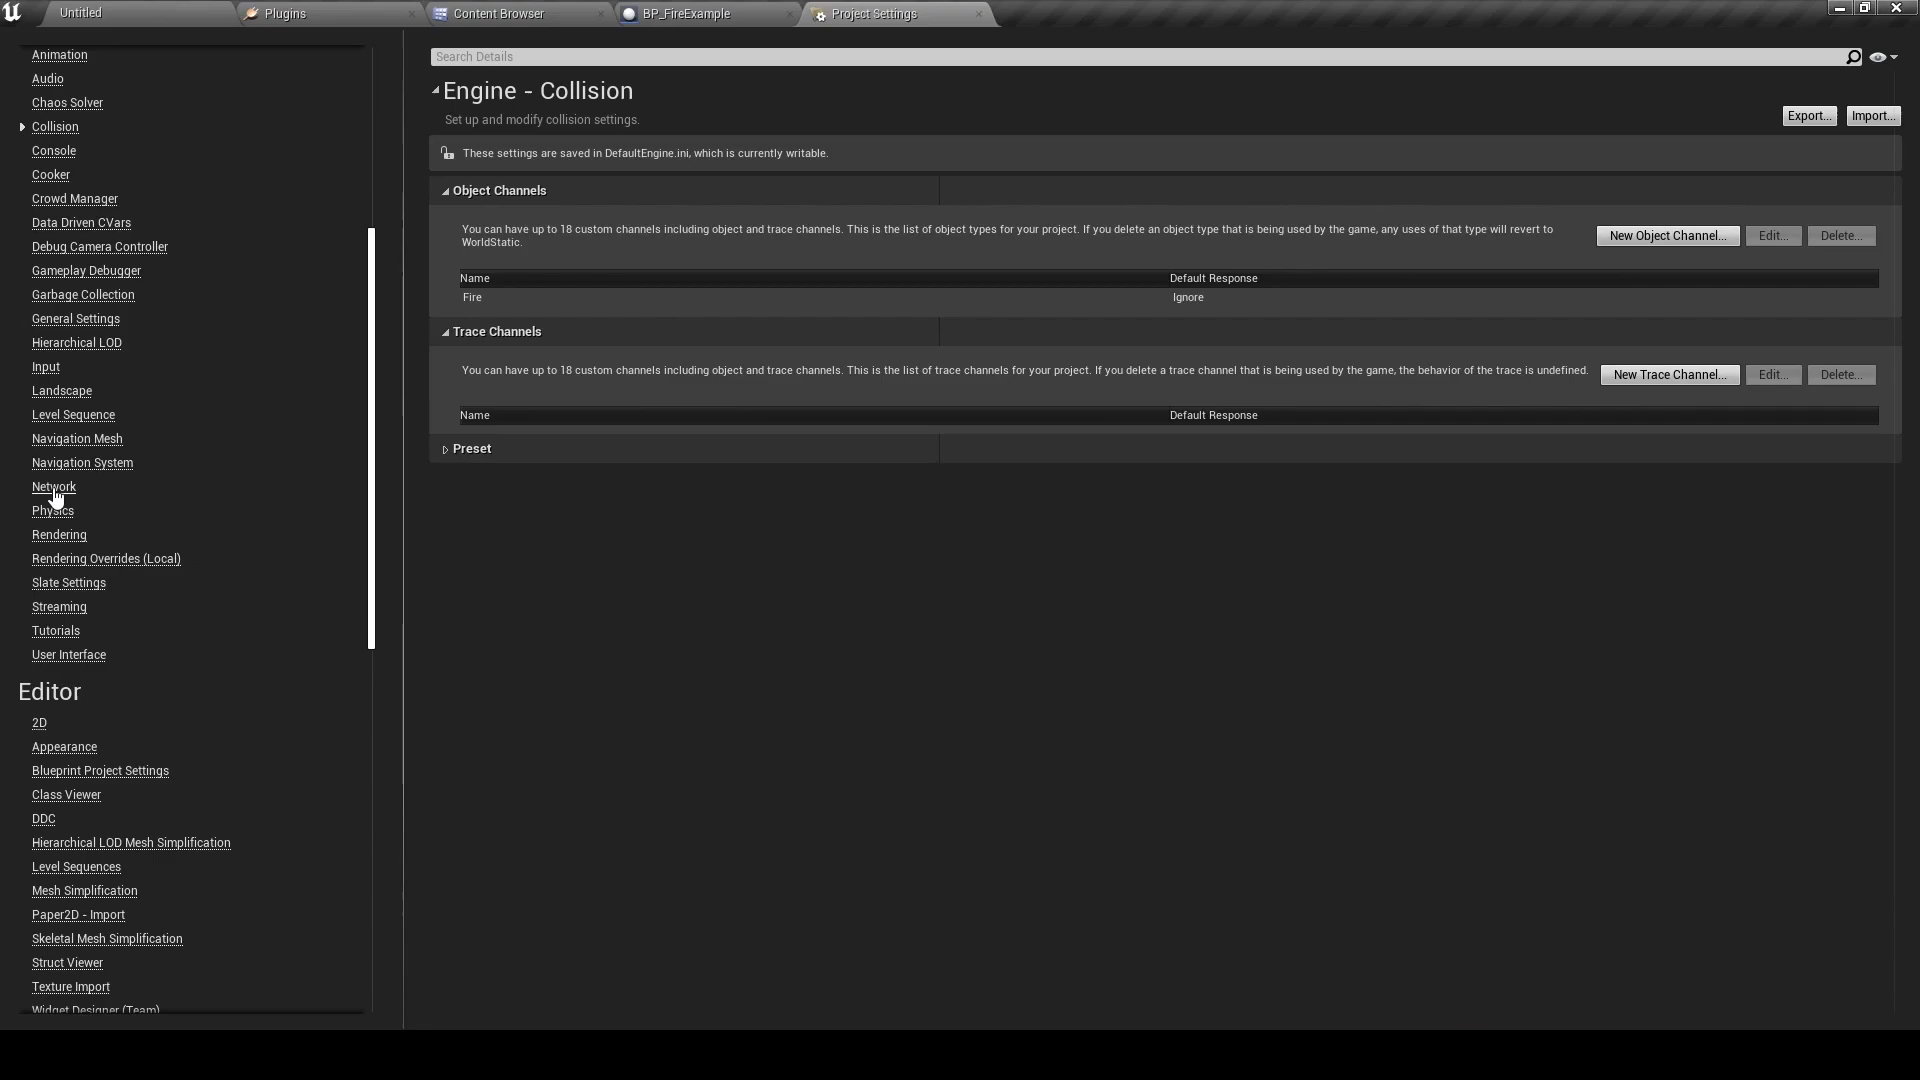 Untitled
Plugins
Content Browser
BP_FireExample
Project Settings
Animation
Audio
Chaos Solver
Collision
Console
Cooker
Crowd Manager
Data Driven CVars
Debug Camera Controller
Gameplay Debugger
Garbage Collection
General Settings
Hierarchical LOD
Input
Landscape
Level Sequence
Navigation Mesh
Navigation System
Network
Physics
Rendering
Rendering Overrides (Local)
Slate Settings
Streaming
Tutorials
User Interface
Editor
2D
Appearance
Blueprint Project Settings
Class Viewer
DDC
Hierarchical LOD Mesh Simplification
Level Sequences
Mesh Simplification
Paper2D - Import
Skeletal Mesh Simplification
Struct Viewer
Texture Import
Widget Designer (Team)
Search Details
Engine - Collision
Set up and modify collision settings.
Export...
Import...
These settings are saved in DefaultEngine.ini, which is currently writable.
Object Channels
You can have up to 18 custom channels including object and trace channels. This is the list of object types for your project. If you delete an object type that is being used by the game, any uses of that type will revert to
WorldStatic.
New Object Channel...
Edit...
Delete...
Name
Default Response
Fire
Ignore
Trace Channels
You can have up to 18 custom channels including object and trace channels. This is the list of trace channels for your project. If you delete a trace channel that is being used by the game, the behavior of the trace is undefined.
New Trace Channel...
Edit...
Delete...
Name
Default Response
Preset